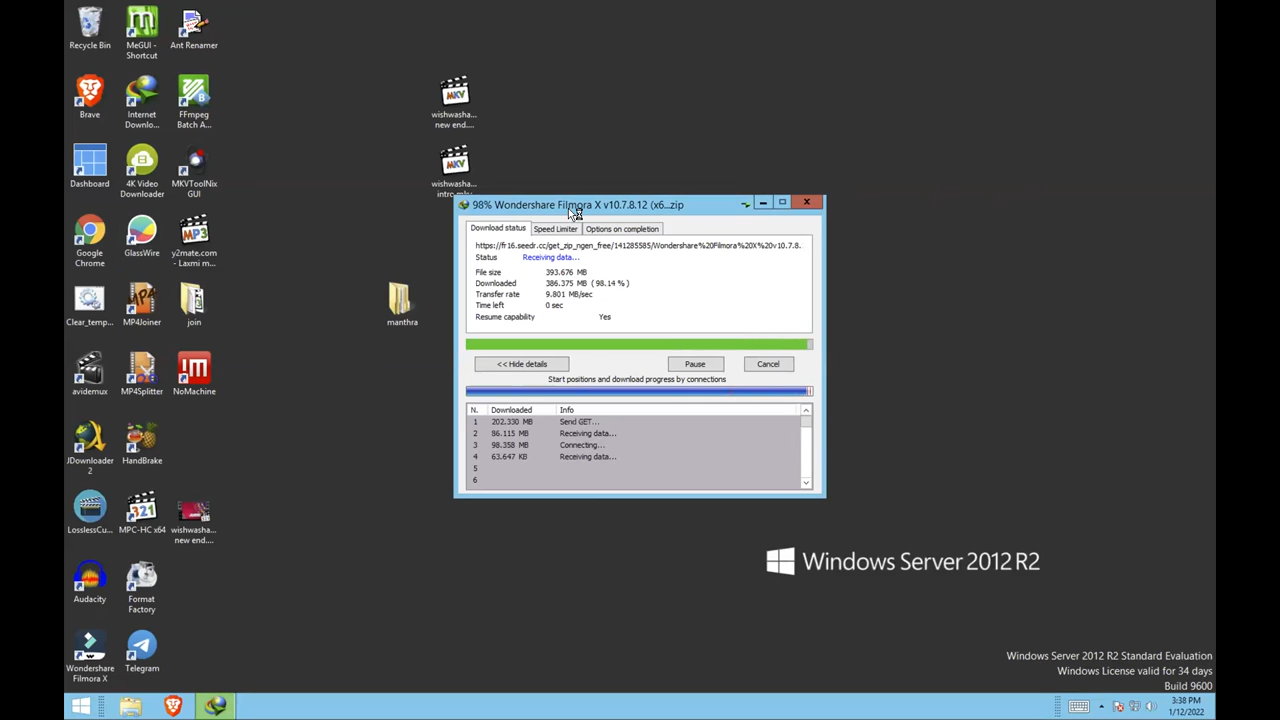 Recycle Bin
MeGUI -
Shortcut
Ant Renamer
Brave
Internet
Downlo...
FFmpeg
Batch A...
Dashboard
4K Video
Downloader
MKVToolNix
GUI
Google
Chrome
GlassWire
y2mate.com
- Laxmi m...
Clear_temp...
MP4Joiner
join
avidemux
MP4Splitter
NoMachine
JDownloader
2
HandBrake
LosslessCu...
MPC-HC x64
wishwasha...
new end....
Audacity
Format
Factory
Wondershare
Filmora X
Telegram
MKV
wishwasha...
new end....
MKV
wishwasha...
manthra
98% Wondershare Filmora X v10.7.8.12 (x6...zip
Download status
Speed Limiter
Options on completion
https://fr16.seedr.cc/get_zip_ngen_free/141285585/Wondershare%20Filmora%20X%20v10.7.8.
Status Receiving data...
File size 393.676 MB
Downloaded 386.375 MB ( 98.14 % )
Transfer rate 9.801 MB/sec
Time left 0 sec
Resume capability Yes
<< Hide details
Pause
Cancel
Start positions and download progress by connections
N. Downloaded Info
1 202.330 MB Send GET...
2 86.115 MB Receiving data...
3 98.358 MB Connecting...
4 63.647 KB Receiving data...
5
6
Windows Server 2012 R2
Windows Server 2012 R2 Standard Evaluation
Windows License valid for 34 days
Build 9600
3:38 PM
1/12/2022